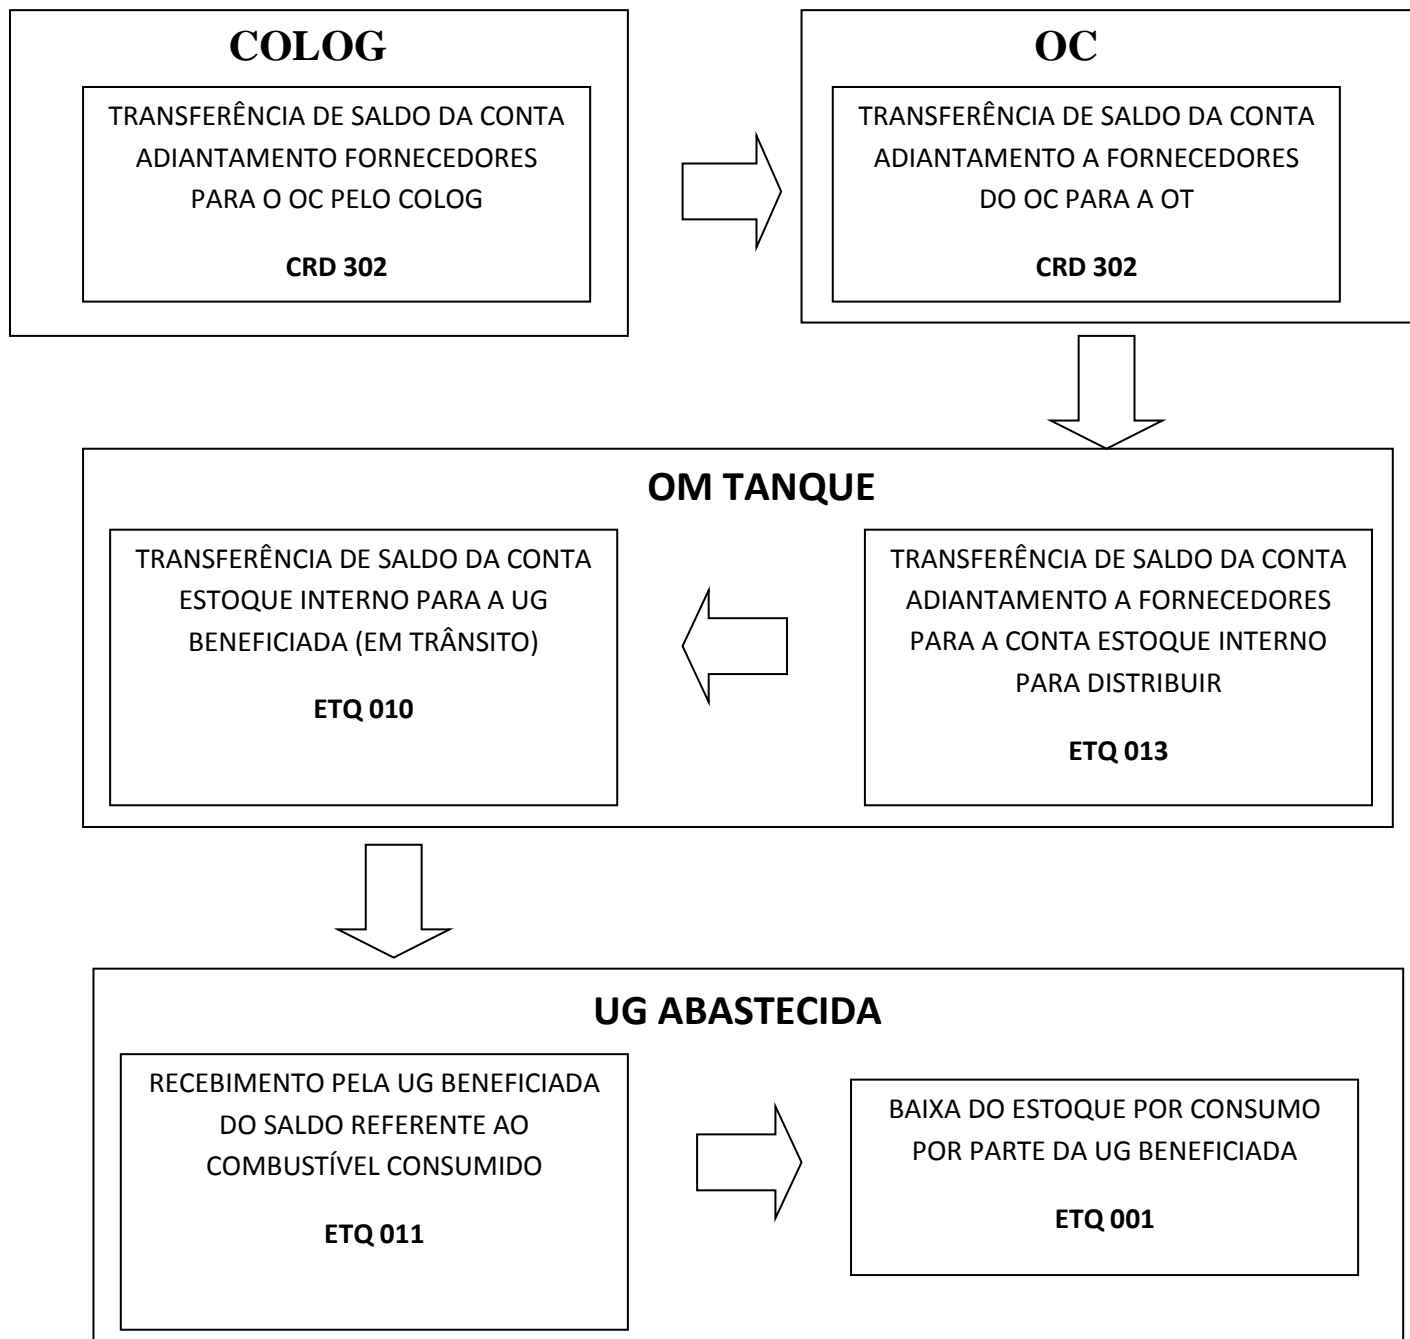 COLOG
TRANSFERÊNCIA DE SALDO DA CONTA
ADIANTAMENTO FORNECEDORES
PARA O OC PELO COLOG
CRD 302
OC
TRANSFERÊNCIA DE SALDO DA CONTA
ADIANTAMENTO A FORNECEDORES
DO OC PARA A OT
CRD 302
OM TANQUE
TRANSFERÊNCIA DE SALDO DA CONTA
ADIANTAMENTO A FORNECEDORES
PARA A CONTA ESTOQUE INTERNO
PARA DISTRIBUIR
ETQ 013
TRANSFERÊNCIA DE SALDO DA CONTA
ESTOQUE INTERNO PARA A UG
BENEFICIADA (EM TRÂNSITO)
ETQ 010
UG ABASTECIDA
RECEBIMENTO PELA UG BENEFICIADA
DO SALDO REFERENTE AO
COMBUSTÍVEL CONSUMIDO
ETQ 011
BAIXA DO ESTOQUE POR CONSUMO
POR PARTE DA UG BENEFICIADA
ETQ 001